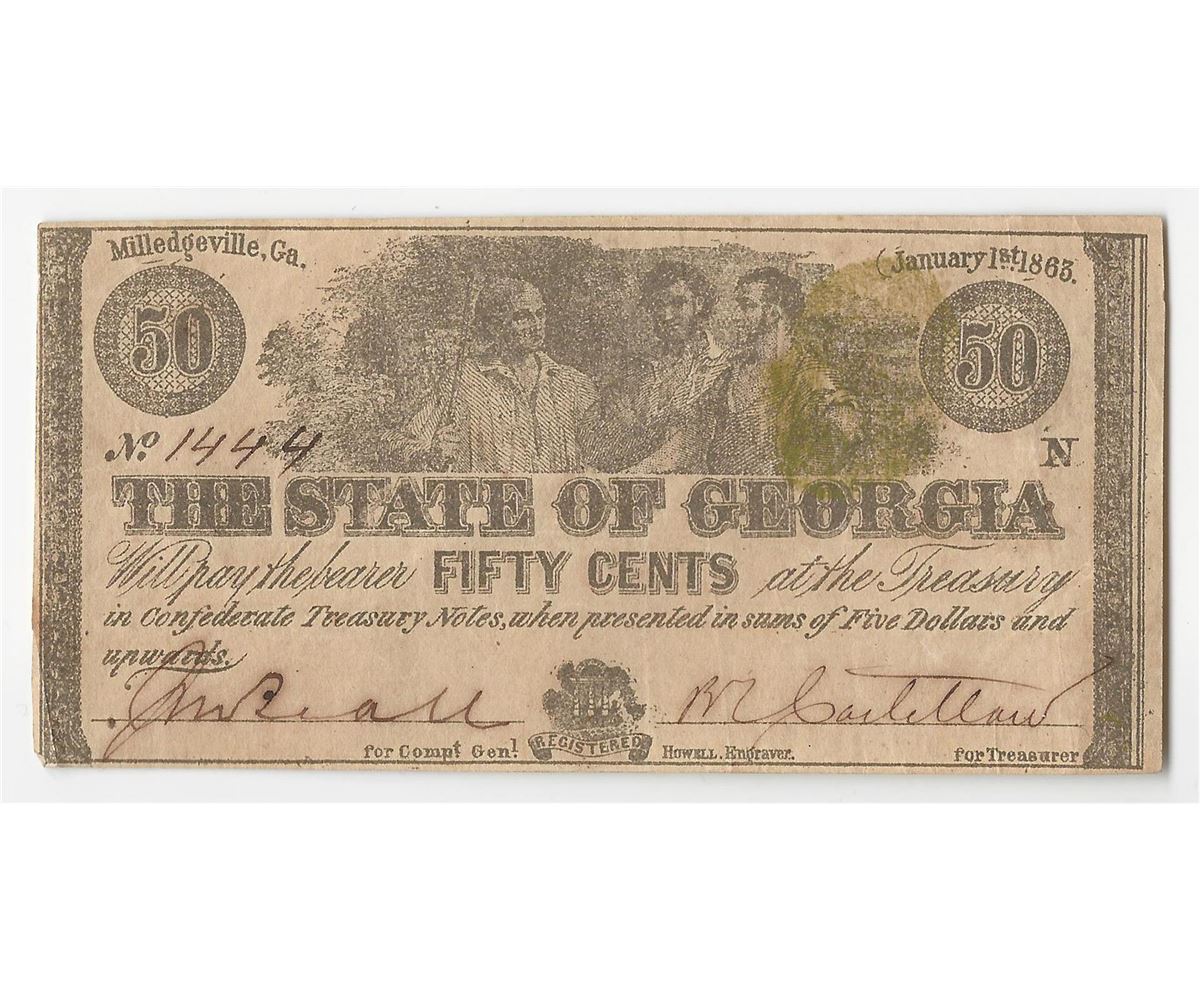 Milledgeville, Ga.
(January 1st. 1863.
50
50
No. 1444
N
THE STATE OF GEORGIA
Will pay the bearer FIFTY CENTS at the Treasury
in Confederate Treasury Notes, when presented in sums of Five Dollars and
upwards.
REGISTERED
for Compt. Genl.
HOWELL. Engraver.
for Treasurer